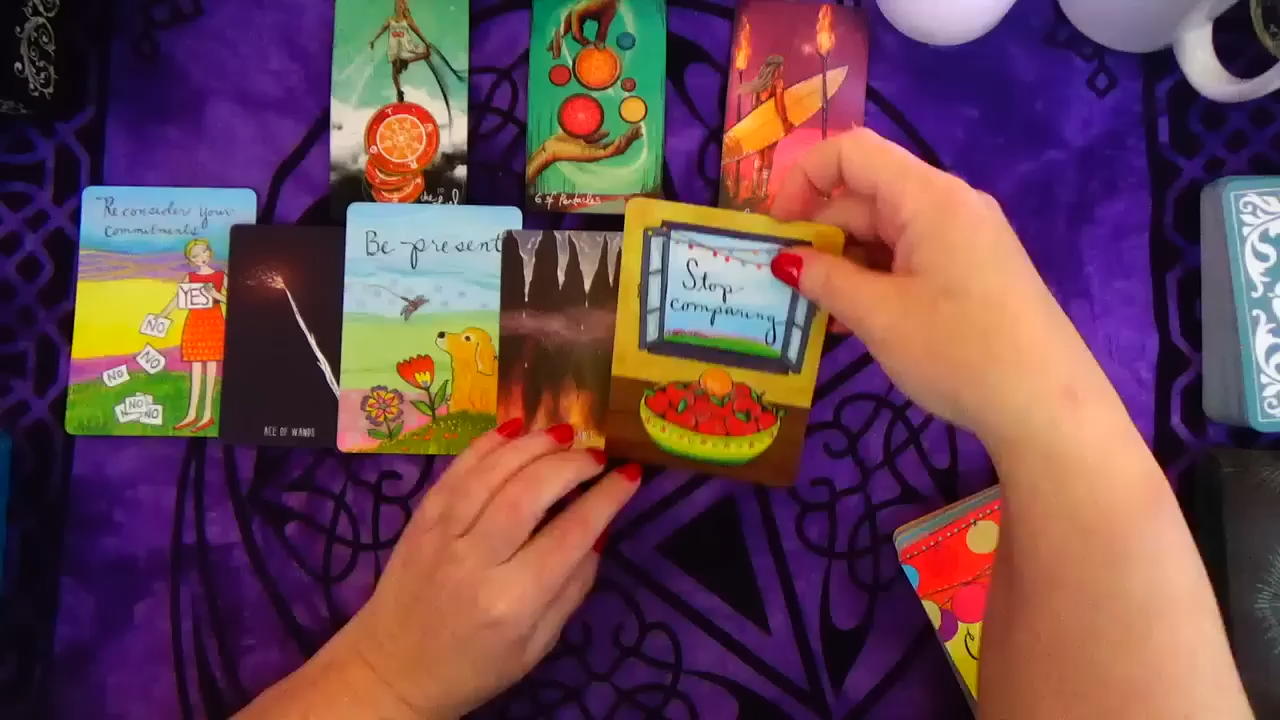 6 of Pentacles
Reconsider your
commitments
YES
NO
NO
NO
NO
NO
ACE OF WANDS
Be present
Stop
comparing